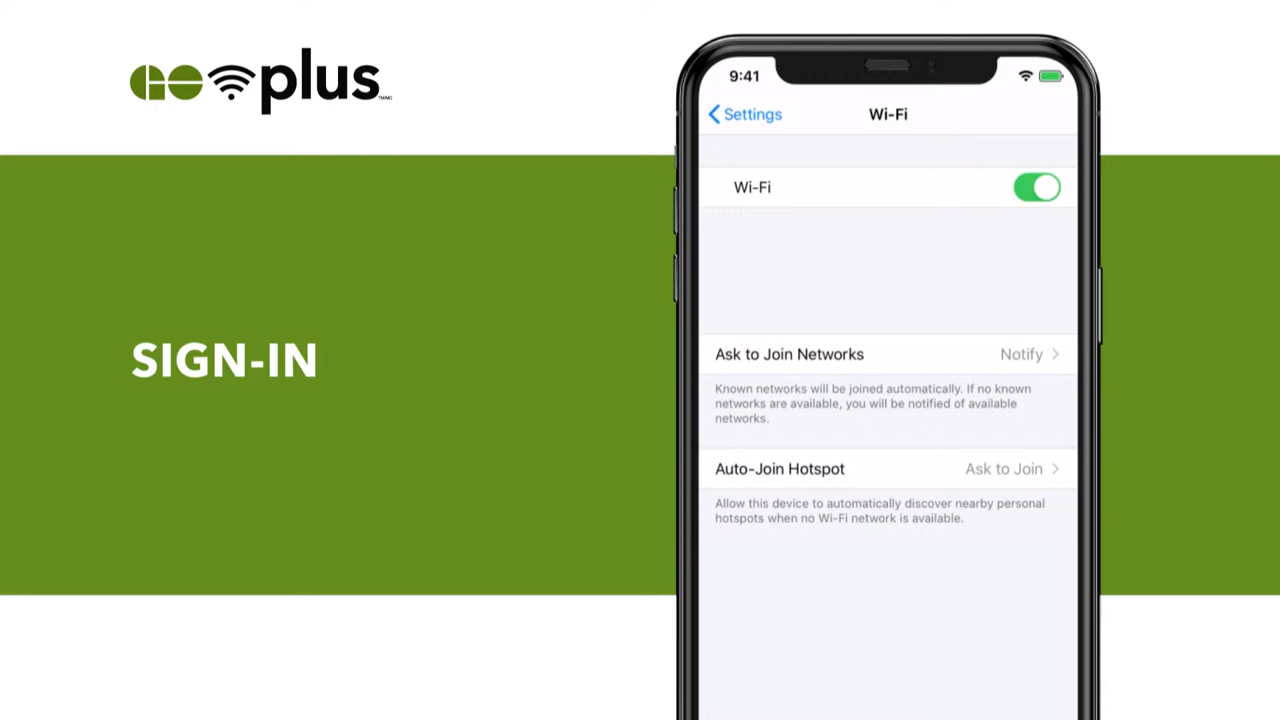 GO plus
SIGN-IN
9:41
Settings
Wi-Fi
Wi-Fi
Ask to Join Networks
Notify
Known networks will be joined automatically. If no known
networks are available, you will be notified of available
networks.
Auto-Join Hotspot
Ask to Join
Allow this device to automatically discover nearby personal
hotspots when no Wi-Fi network is available.